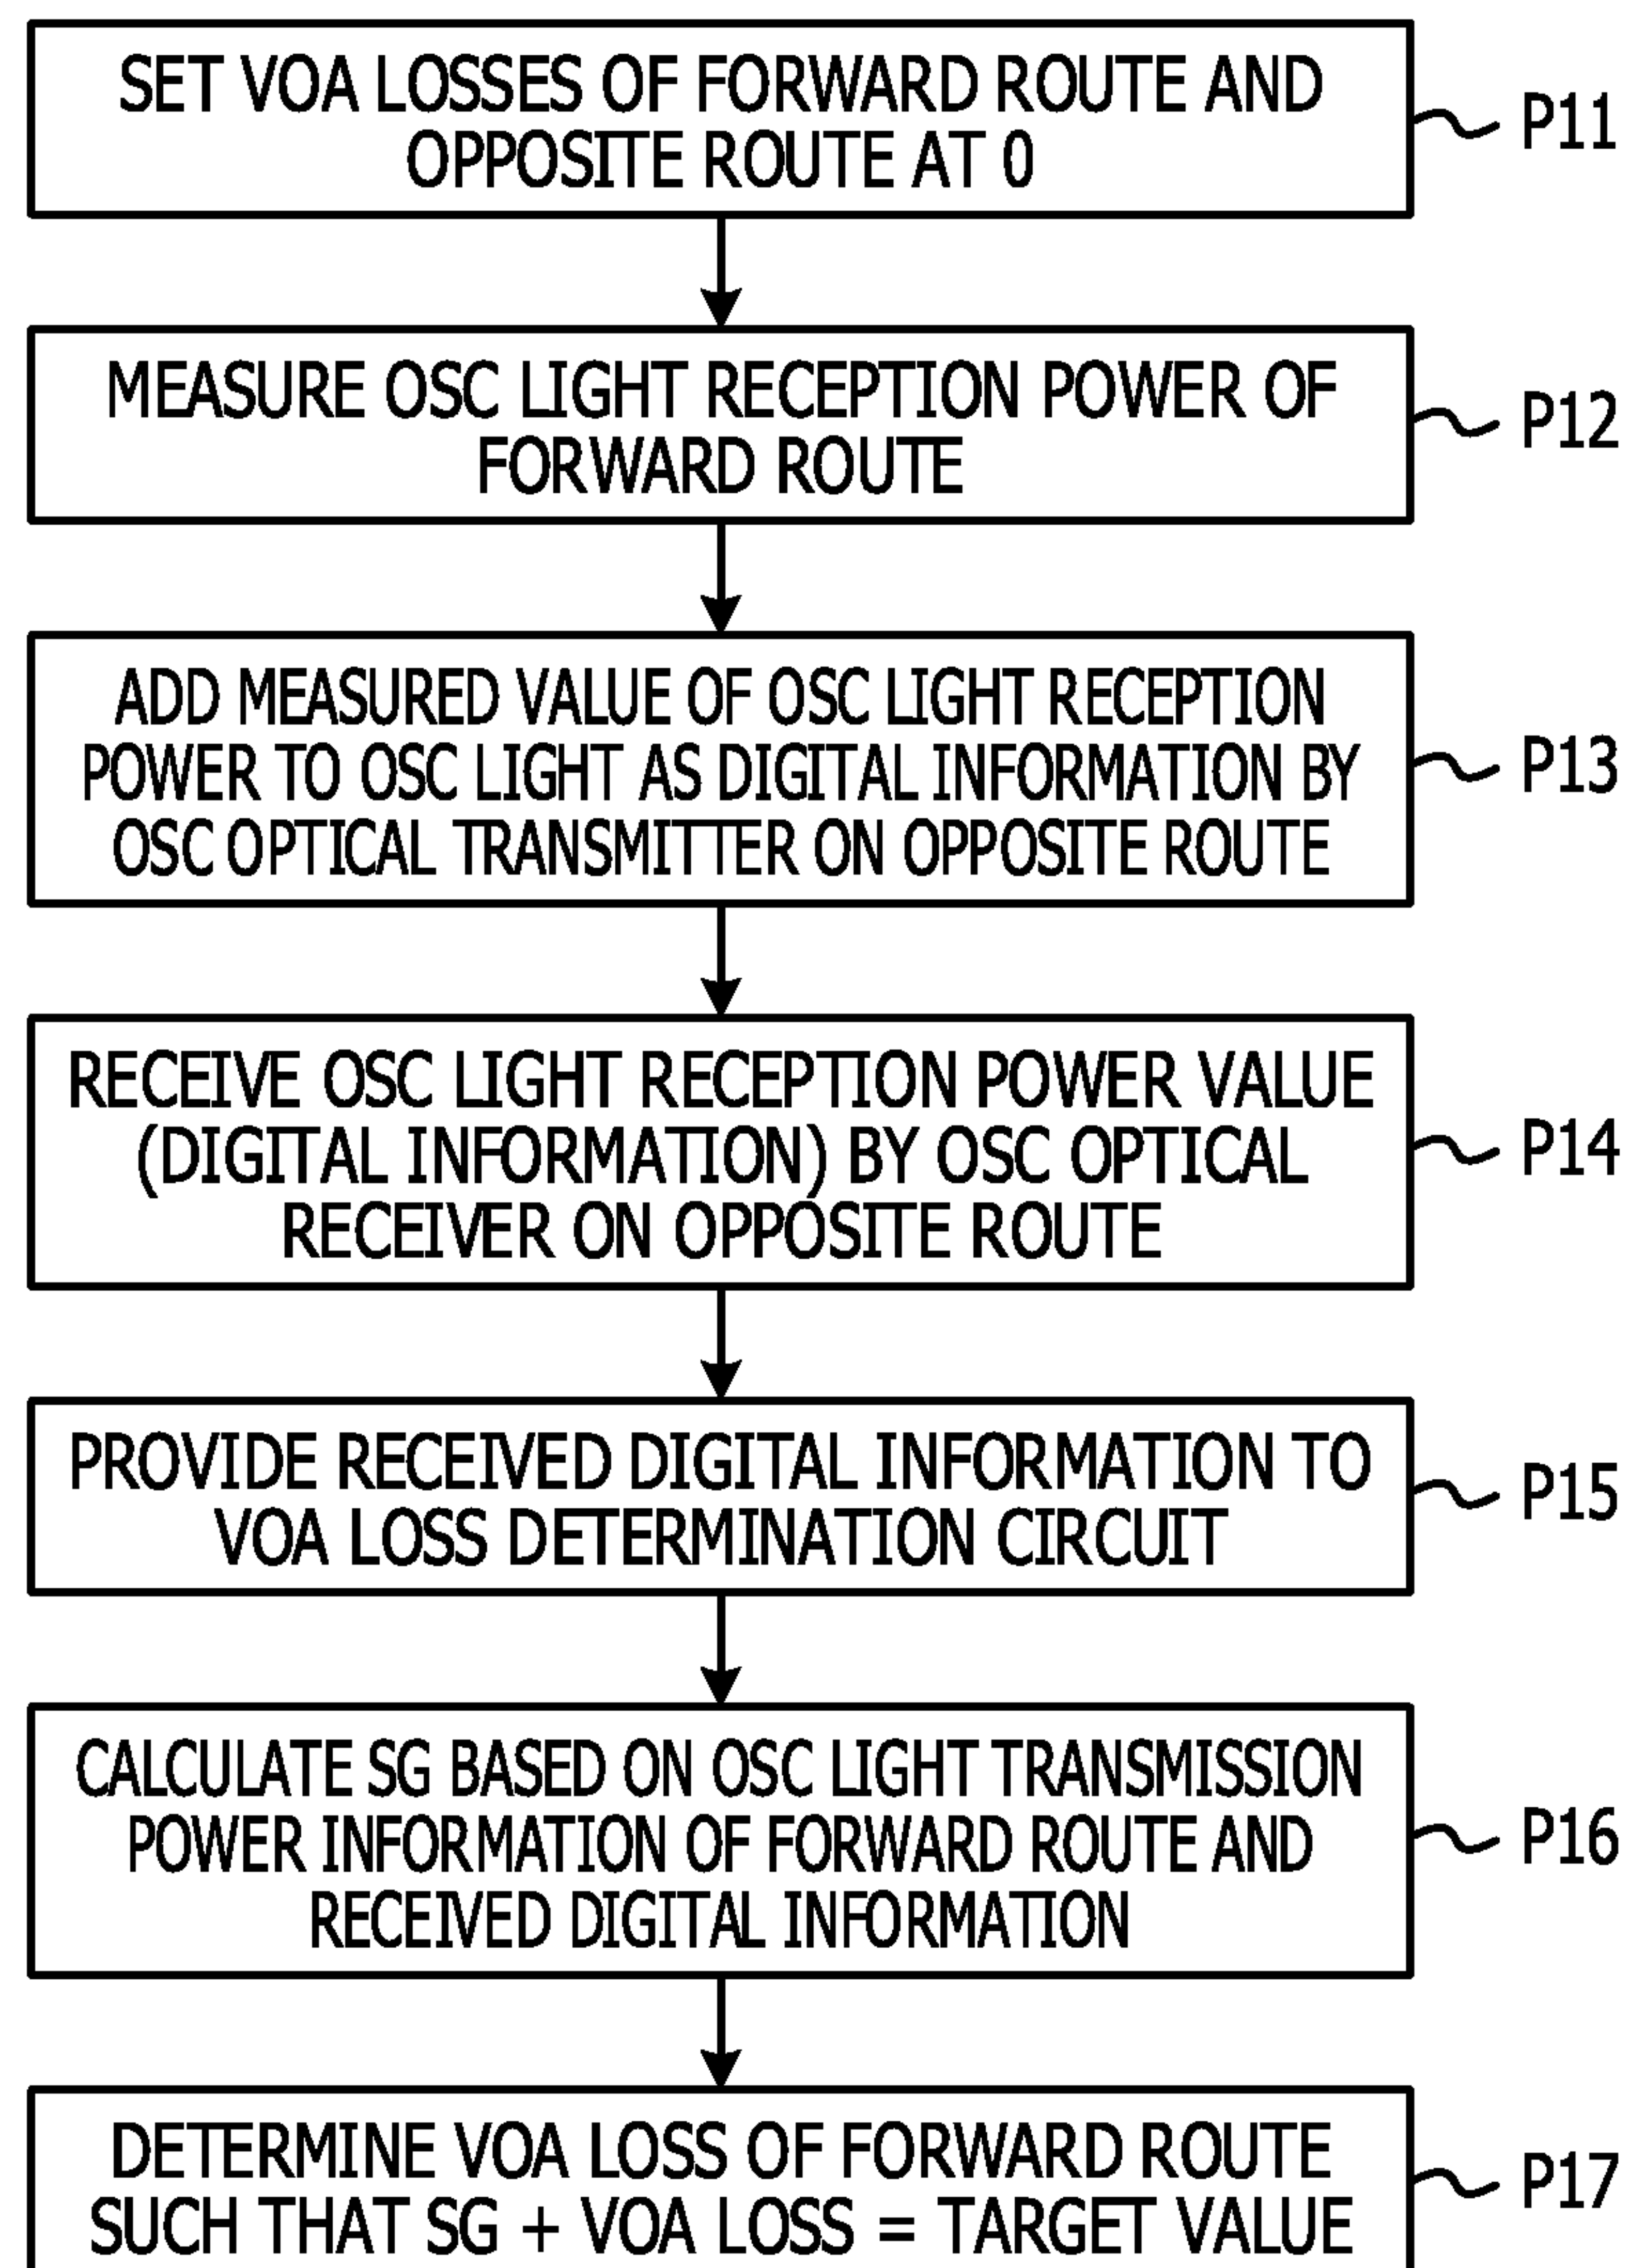 SET VOA LOSSES OF FORWARD ROUTE AND
OPPOSITE ROUTE AT 0
P11
MEASURE OSC LIGHT RECEPTION POWER OF
FORWARD ROUTE
P12
ADD MEASURED VALUE OF OSC LIGHT RECEPTION
POWER TO OSC LIGHT AS DIGITAL INFORMATION BY
OSC OPTICAL TRANSMITTER ON OPPOSITE ROUTE
P13
RECEIVE OSC LIGHT RECEPTION POWER VALUE
(DIGITAL INFORMATION) BY OSC OPTICAL
RECEIVER ON OPPOSITE ROUTE
P14
PROVIDE RECEIVED DIGITAL INFORMATION TO
VOA LOSS DETERMINATION CIRCUIT
P15
CALCULATE SG BASED ON OSC LIGHT TRANSMISSION
POWER INFORMATION OF FORWARD ROUTE AND
RECEIVED DIGITAL INFORMATION
P16
DETERMINE VOA LOSS OF FORWARD ROUTE
SUCH THAT SG + VOA LOSS = TARGET VALUE
P17